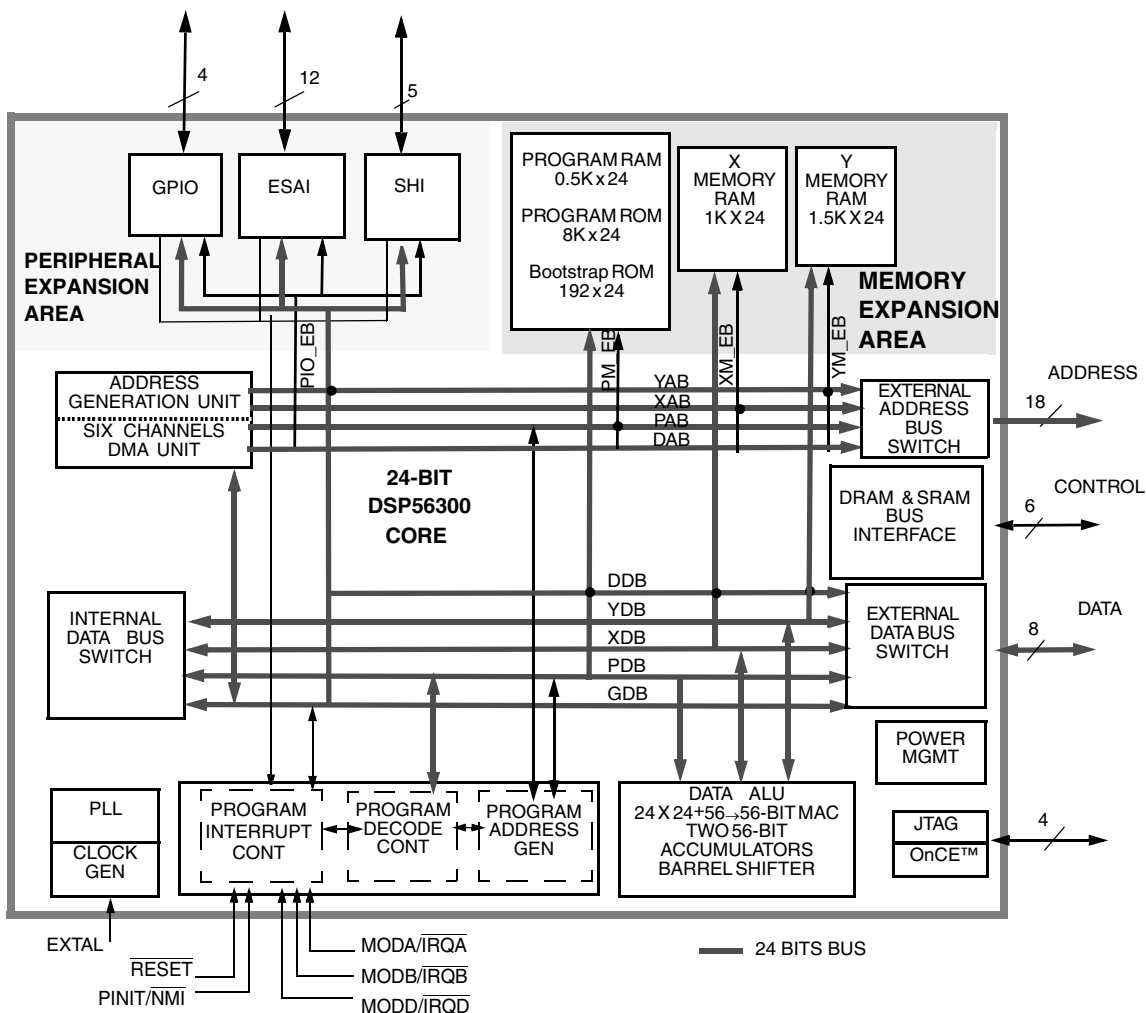 4
12
5
GPIO
ESAI
SHI
PROGRAM RAM
0.5K x 24
PROGRAM ROM
8K x 24
Bootstrap ROM
192 x 24
X
MEMORY
RAM
1K X 24
Y
MEMORY
RAM
1.5K X 24
PERIPHERAL
EXPANSION
AREA
MEMORY
EXPANSION
AREA
PIO_EB
PM_EB
XM_EB
YM_EB
ADDRESS
GENERATION UNIT
SIX CHANNELS
DMA UNIT
YAB
XAB
PAB
DAB
EXTERNAL
ADDRESS
BUS
SWITCH
ADDRESS
18
24-BIT
DSP56300
CORE
DRAM & SRAM
BUS
INTERFACE
CONTROL
6
INTERNAL
DATA BUS
SWITCH
DDB
YDB
XDB
PDB
GDB
EXTERNAL
DATA BUS
SWITCH
DATA
8
POWER
MGMT
PLL
CLOCK
GEN
PROGRAM
INTERRUPT
CONT
PROGRAM
DECODE
CONT
PROGRAM
ADDRESS
GEN
DATA ALU
24 X 24+56→56-BIT MAC
TWO 56-BIT
ACCUMULATORS
BARREL SHIFTER
JTAG
OnCE™
4
EXTAL
RESET
PINIT/NMI
MODA/IRQA
MODB/IRQB
MODD/IRQD
24 BITS BUS